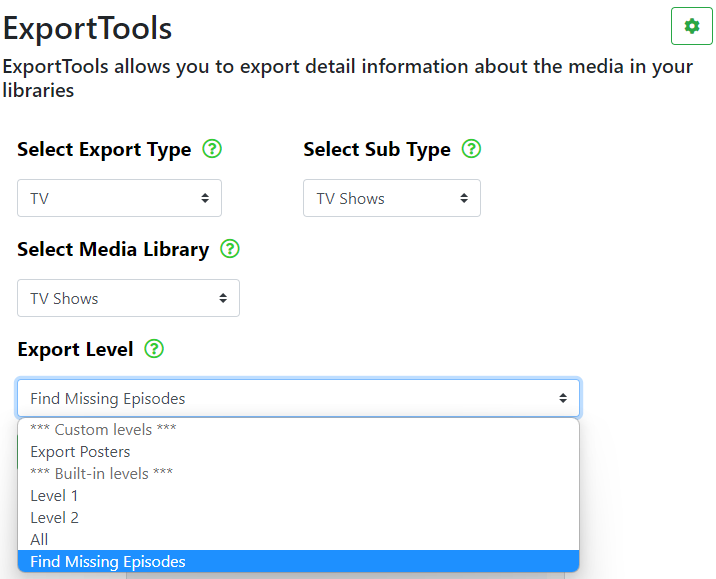 ExportTools
ExportTools allows you to export detail information about the media in your
libraries
Select Export Type
Select Sub Type
TV
TV Shows
Select Media Library
TV Shows
Export Level
Find Missing Episodes
*** Custom levels ***
Export Posters
*** Built-in levels ***
Level 1
Level 2
All
Find Missing Episodes